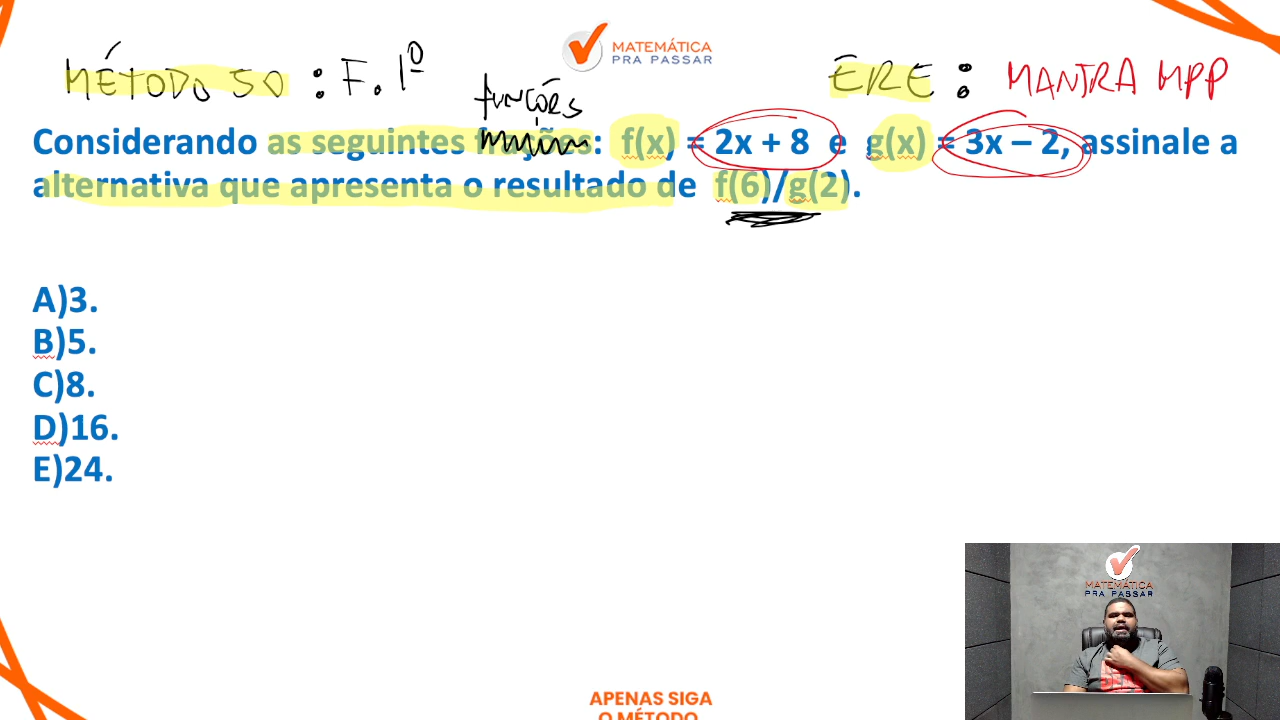 MATEMÁTICA
PRA PASSAR
MÉTODO 50 : F. 1º
ERE : MANTRA MPP
funções
Considerando as seguintes frações: f(x) = 2x + 8 e g(x) = 3x – 2, assinale a
alternativa que apresenta o resultado de f(6)/g(2).
A)3.
B)5.
C)8.
D)16.
E)24.
MATEMÁTICA
PRA PASSAR
APENAS SIGA
O MÉTODO